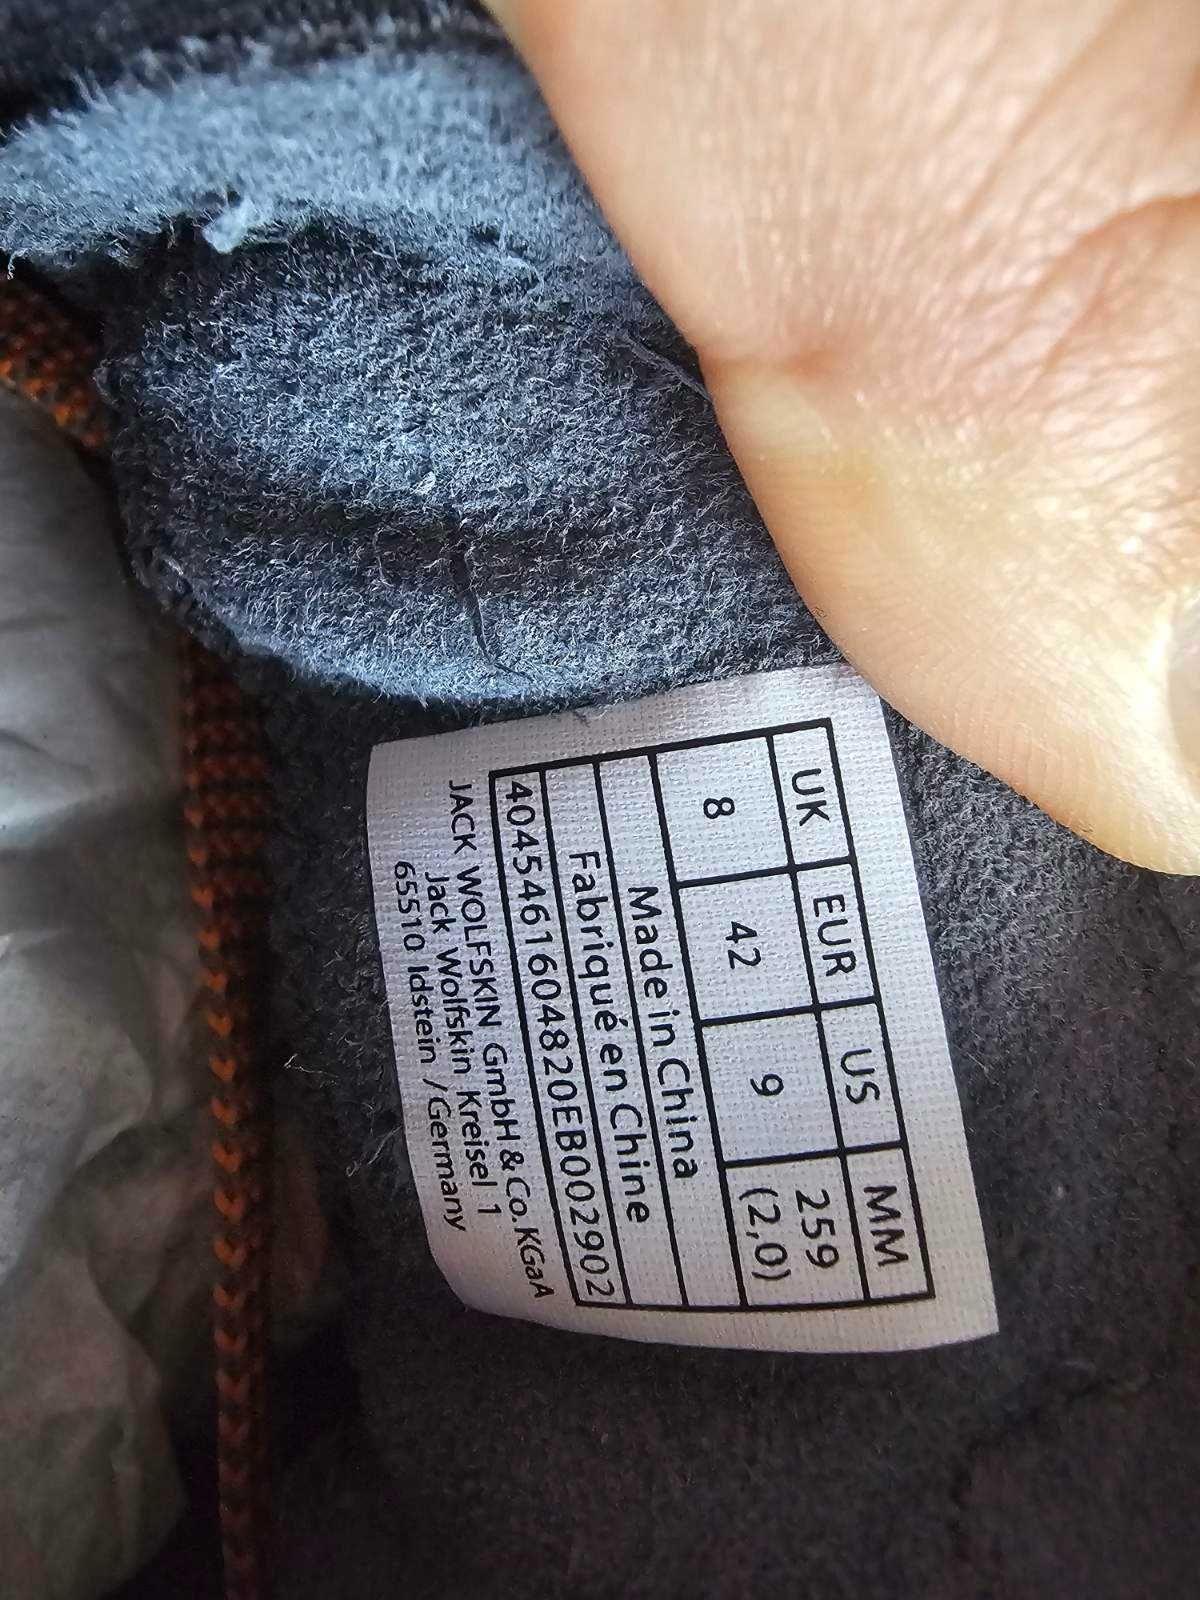 UK EUR US MM
8 42 9 259
(2,0)
Made in China
Fabriqué en Chine
4045461604820EB002902
JACK WOLFSKIN GmbH & Co.KGaA
Jack Wolfskin Kreisel 1
65510 Idstein /Germany